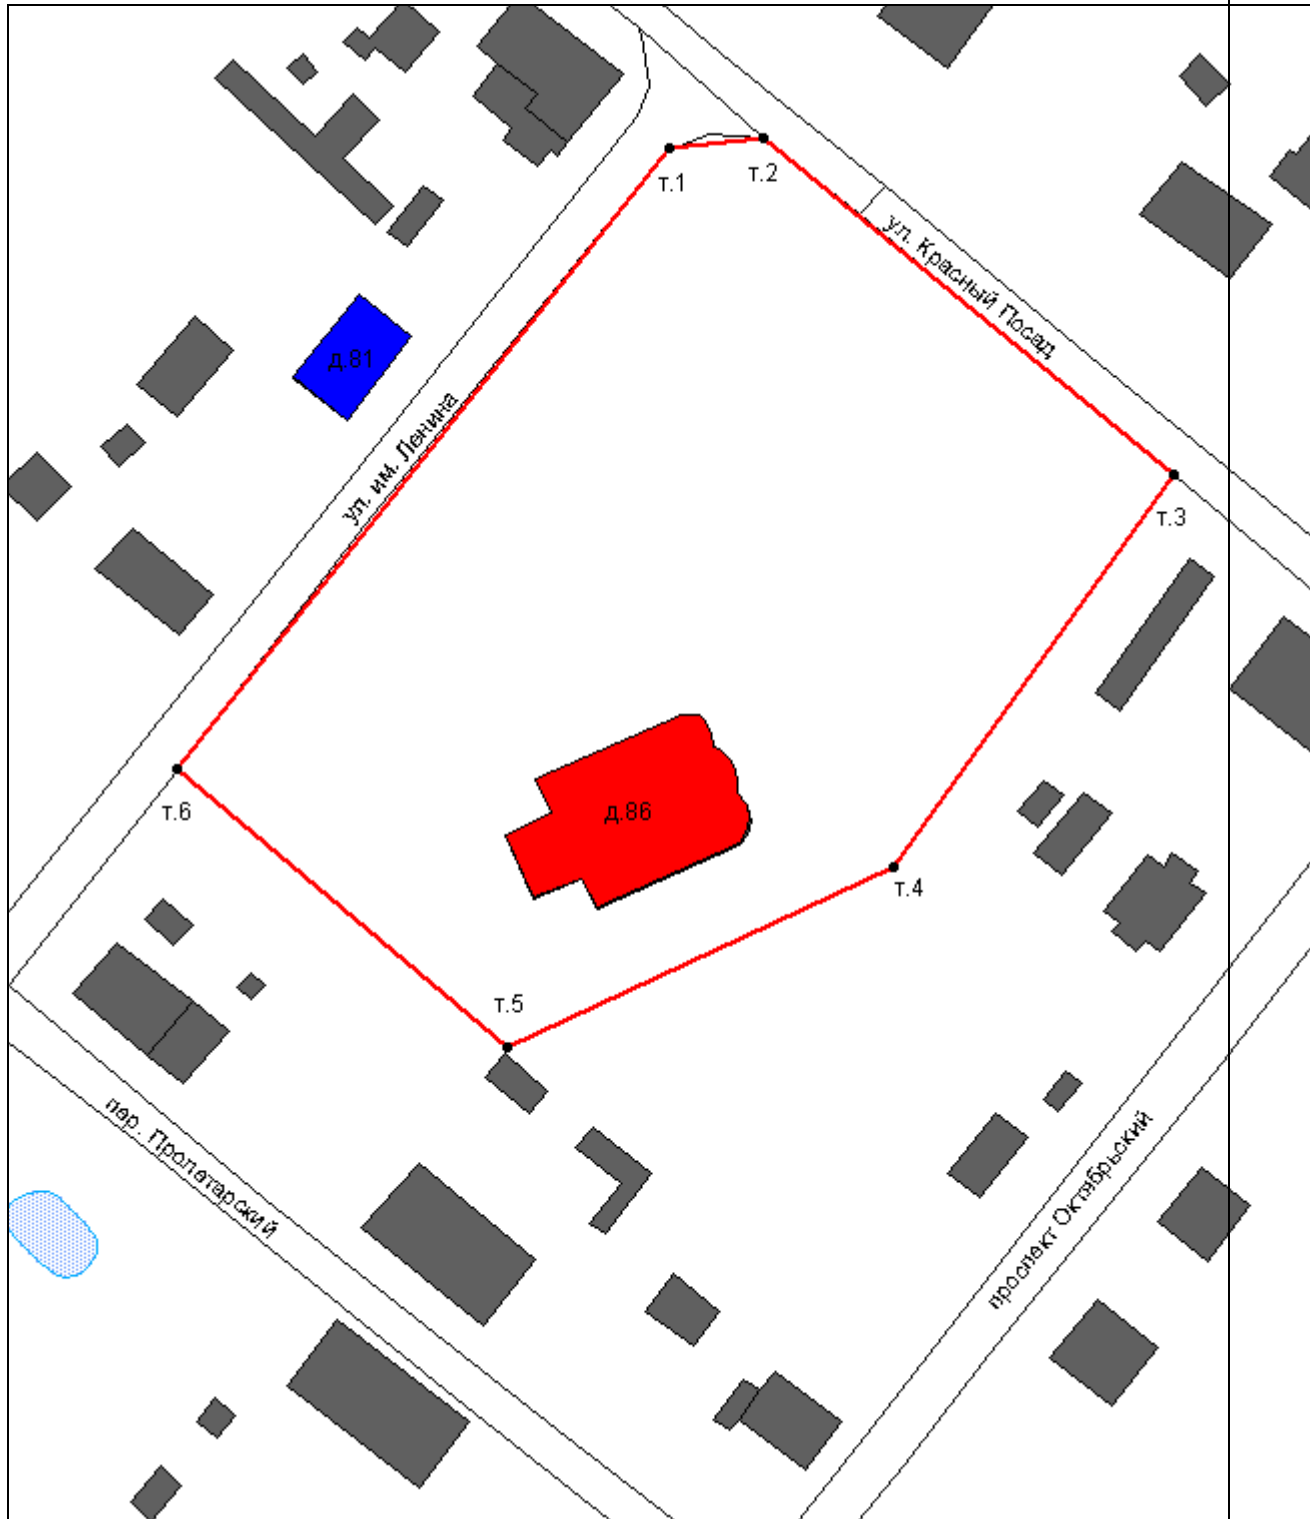 т.1
т.2
ул. Красный Посад
д.81
ул. им. Ленина
т.3
т.6
д.86
т.4
т.5
пер. Пролетарский
проспект Октябрьский